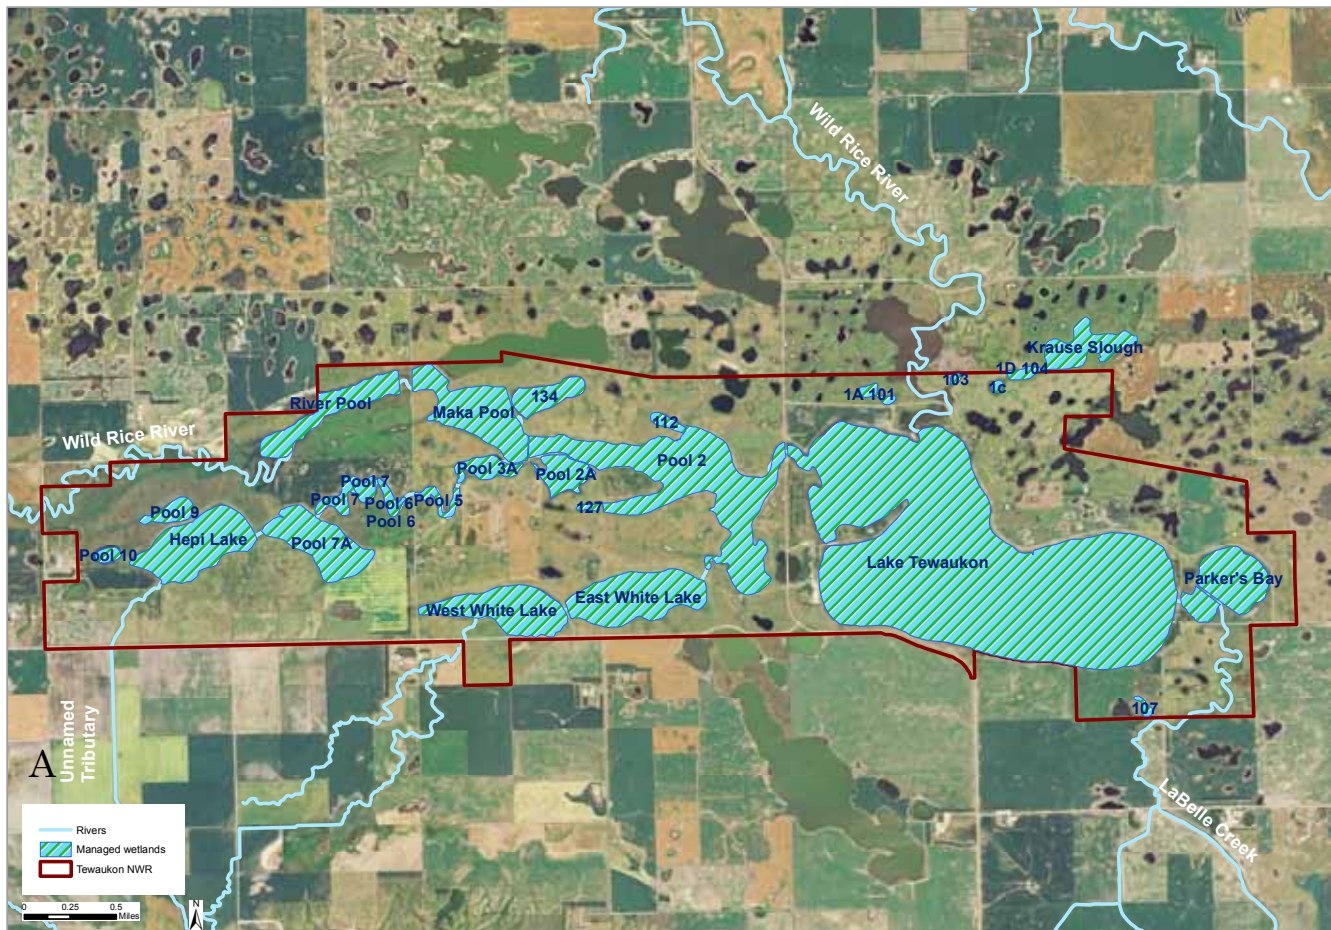 Wild Rice River
Krause Slough
1D 104
103
1c
1A 101
River Pool
134
Maka Pool
112
Wild Rice River
Pool 2
Pool 3A
Pool 2A
Pool 7
Pool 7
Pool 6
Pool 5
Pool 6
127
Pool 9
Hepi Lake
Pool 7A
Pool 10
Lake Tewaukon
Parker's Bay
East White Lake
West White Lake
107
Unnamed
Tributary
A
LaBelle Creek
Rivers
Managed wetlands
Tewaukon NWR
0 0.25 0.5
Miles
N